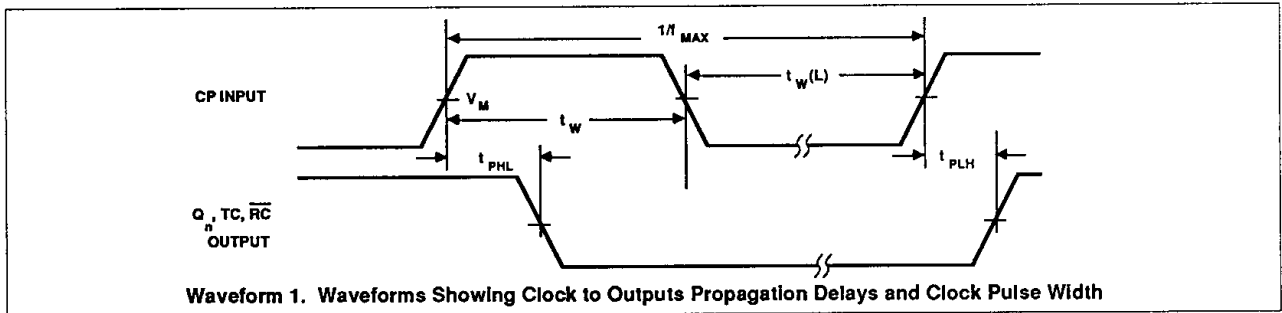 1/f MAX
CP INPUT
V M
t W
t W (L)
t PHL
t PLH
Q n, TC, R̅C̅
OUTPUT
Waveform 1. Waveforms Showing Clock to Outputs Propagation Delays and Clock Pulse Width